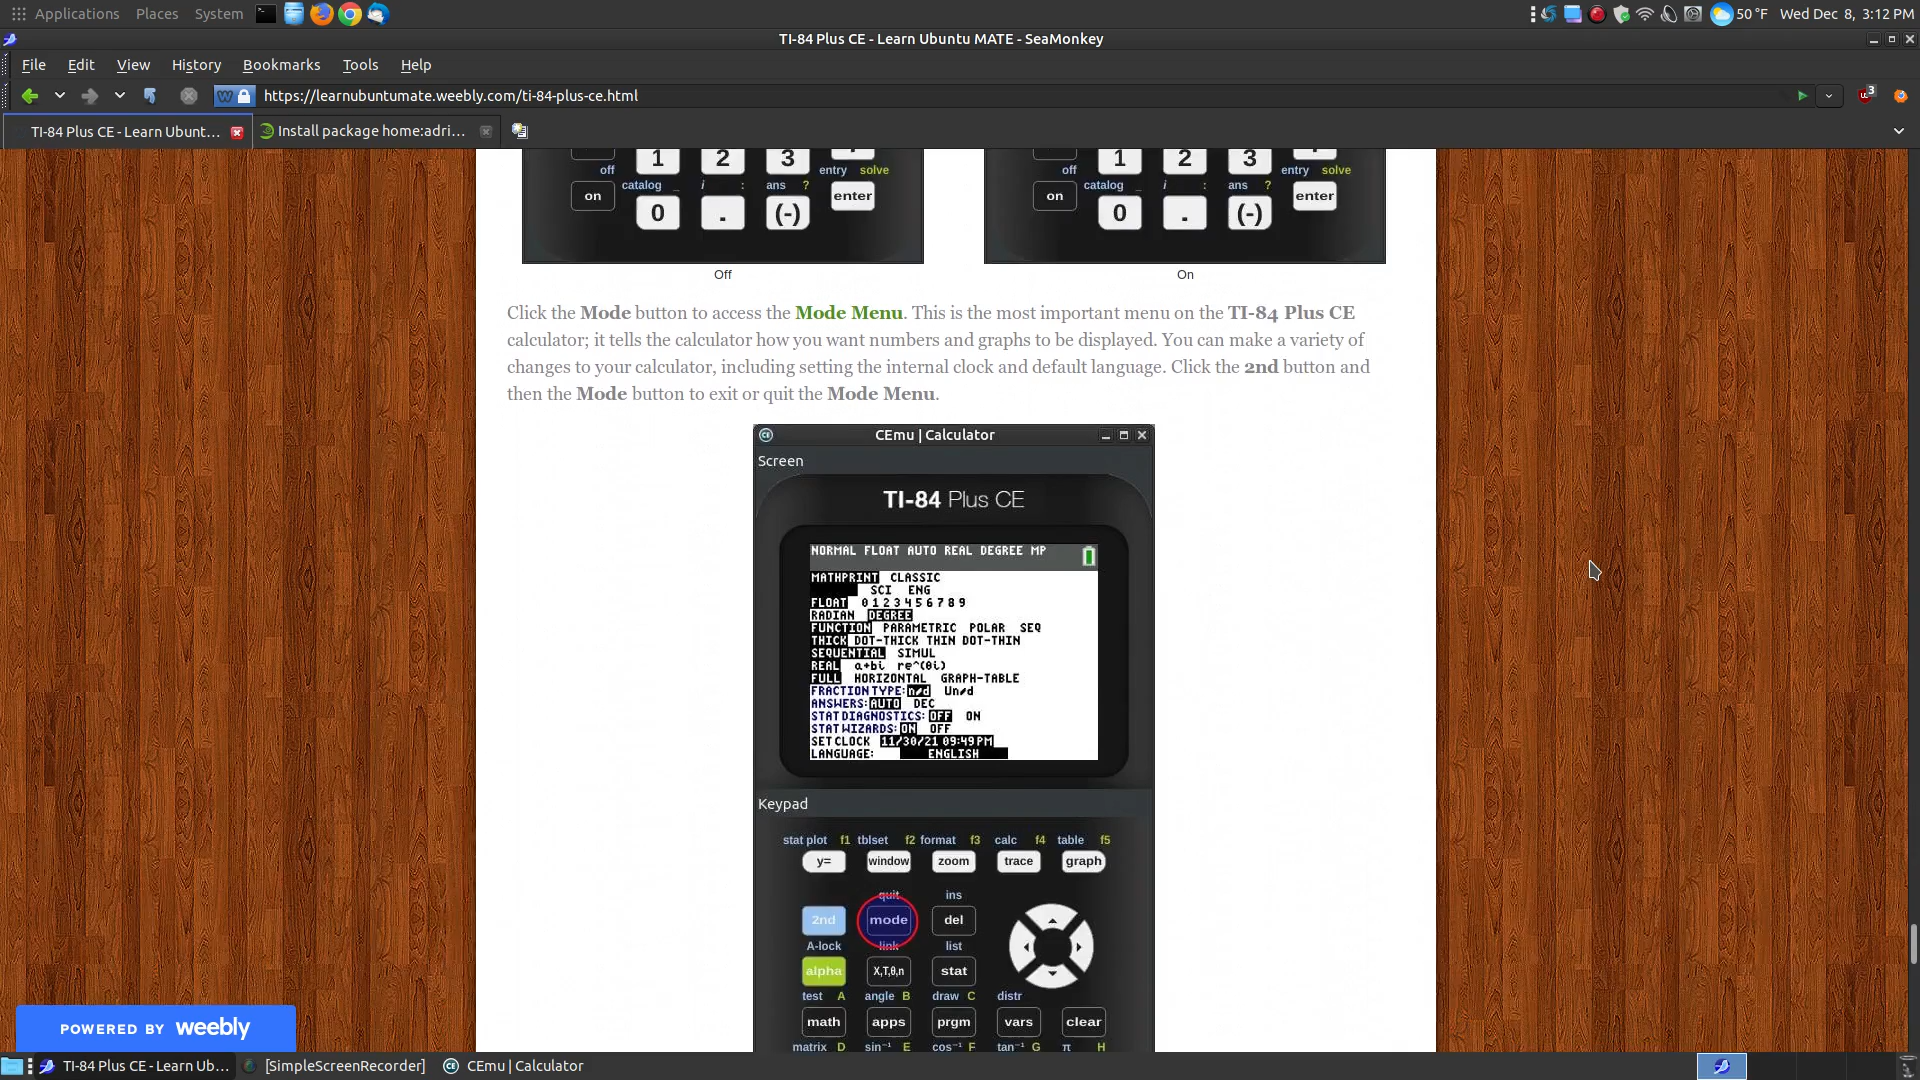 Applications Places System
50 °F Wed Dec 8, 3:12 PM
TI-84 Plus CE - Learn Ubuntu MATE - SeaMonkey
File Edit View History Bookmarks Tools Help
https://learnubuntumate.weebly.com/ti-84-plus-ce.html
3
TI-84 Plus CE - Learn Ubunt... Install package home:adri...
1 2 3 1 2 3
off entry solve off entry solve
catalog _ i : ans ? catalog _ i : ans ?
on enter on enter
0 . (-) 0 . (-)
Off On
Click the Mode button to access the Mode Menu. This is the most important menu on the TI-84 Plus CE
calculator; it tells the calculator how you want numbers and graphs to be displayed. You can make a variety of
changes to your calculator, including setting the internal clock and default language. Click the 2nd button and
then the Mode button to exit or quit the Mode Menu.
CE CEmu | Calculator
Screen
TI-84 Plus CE
NORMAL FLOAT AUTO REAL DEGREE MP
MATHPRINT CLASSIC
SCI ENG
FLOAT 0 1 2 3 4 5 6 7 8 9
RADIAN DEGREE
FUNCTION PARAMETRIC POLAR SEQ
THICK DOT-THICK THIN DOT-THIN
SEQUENTIAL SIMUL
REAL a+bi re^(θi)
FULL HORIZONTAL GRAPH-TABLE
FRACTION TYPE: n/d Un/d
ANSWERS: AUTO DEC
STAT DIAGNOSTICS: OFF ON
STAT WIZARDS: ON OFF
SET CLOCK 11/30/21 09:49 PM
LANGUAGE: ENGLISH
Keypad
stat plot f1 tblset f2 format f3 calc f4 table f5
y= window zoom trace graph
quit ins
2nd mode del
A-lock link list
alpha X,T,θ,n stat
test A angle B draw C distr
math apps prgm vars clear
matrix D sin⁻¹ E cos⁻¹ F tan⁻¹ G π H
POWERED BY weebly
TI-84 Plus CE - Learn Ub... [SimpleScreenRecorder] CE CEmu | Calculator